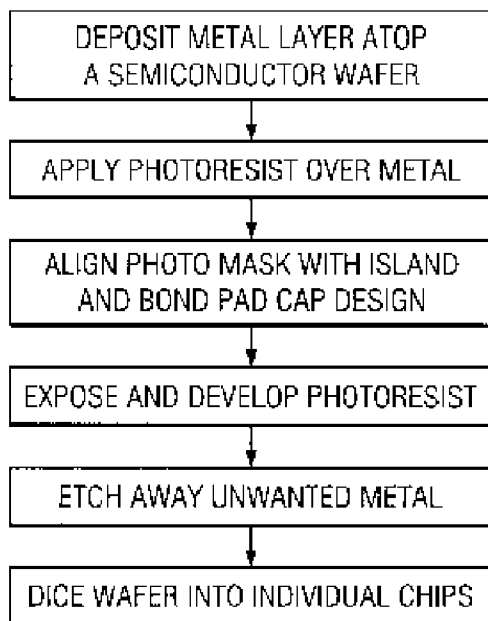 DEPOSIT METAL LAYER ATOP
A SEMICONDUCTOR WAFER
APPLY PHOTORESIST OVER METAL
ALIGN PHOTO MASK WITH ISLAND
AND BOND PAD CAP DESIGN
EXPOSE AND DEVELOP PHOTORESIST
ETCH AWAY UNWANTED METAL
DICE WAFER INTO INDIVIDUAL CHIPS